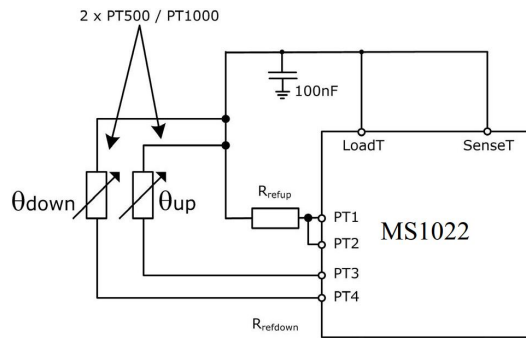 2 x PT500 / PT1000
100nF
LoadT
SenseT
θdown
θup
Rrefup
PT1
PT2
MS1022
PT3
PT4
Rrefdown